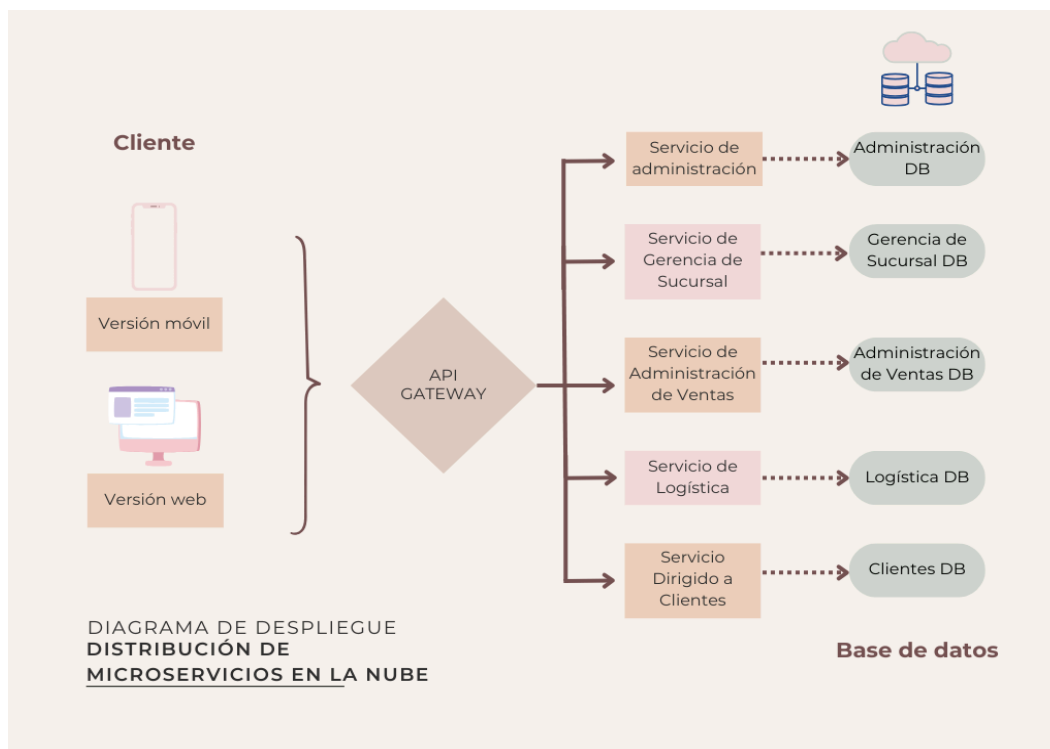 Cliente
Versión móvil
Versión web
API
GATEWAY
Servicio de
administración
Servicio de
Gerencia de
Sucursal
Servicio de
Administración
de Ventas
Servicio de
Logística
Servicio
Dirigido a
Clientes
Administración
DB
Gerencia de
Sucursal DB
Administración
de Ventas DB
Logística DB
Clientes DB
Base de datos
DIAGRAMA DE DESPLIEGUE
DISTRIBUCIÓN DE
MICROSERVICIOS EN LA NUBE